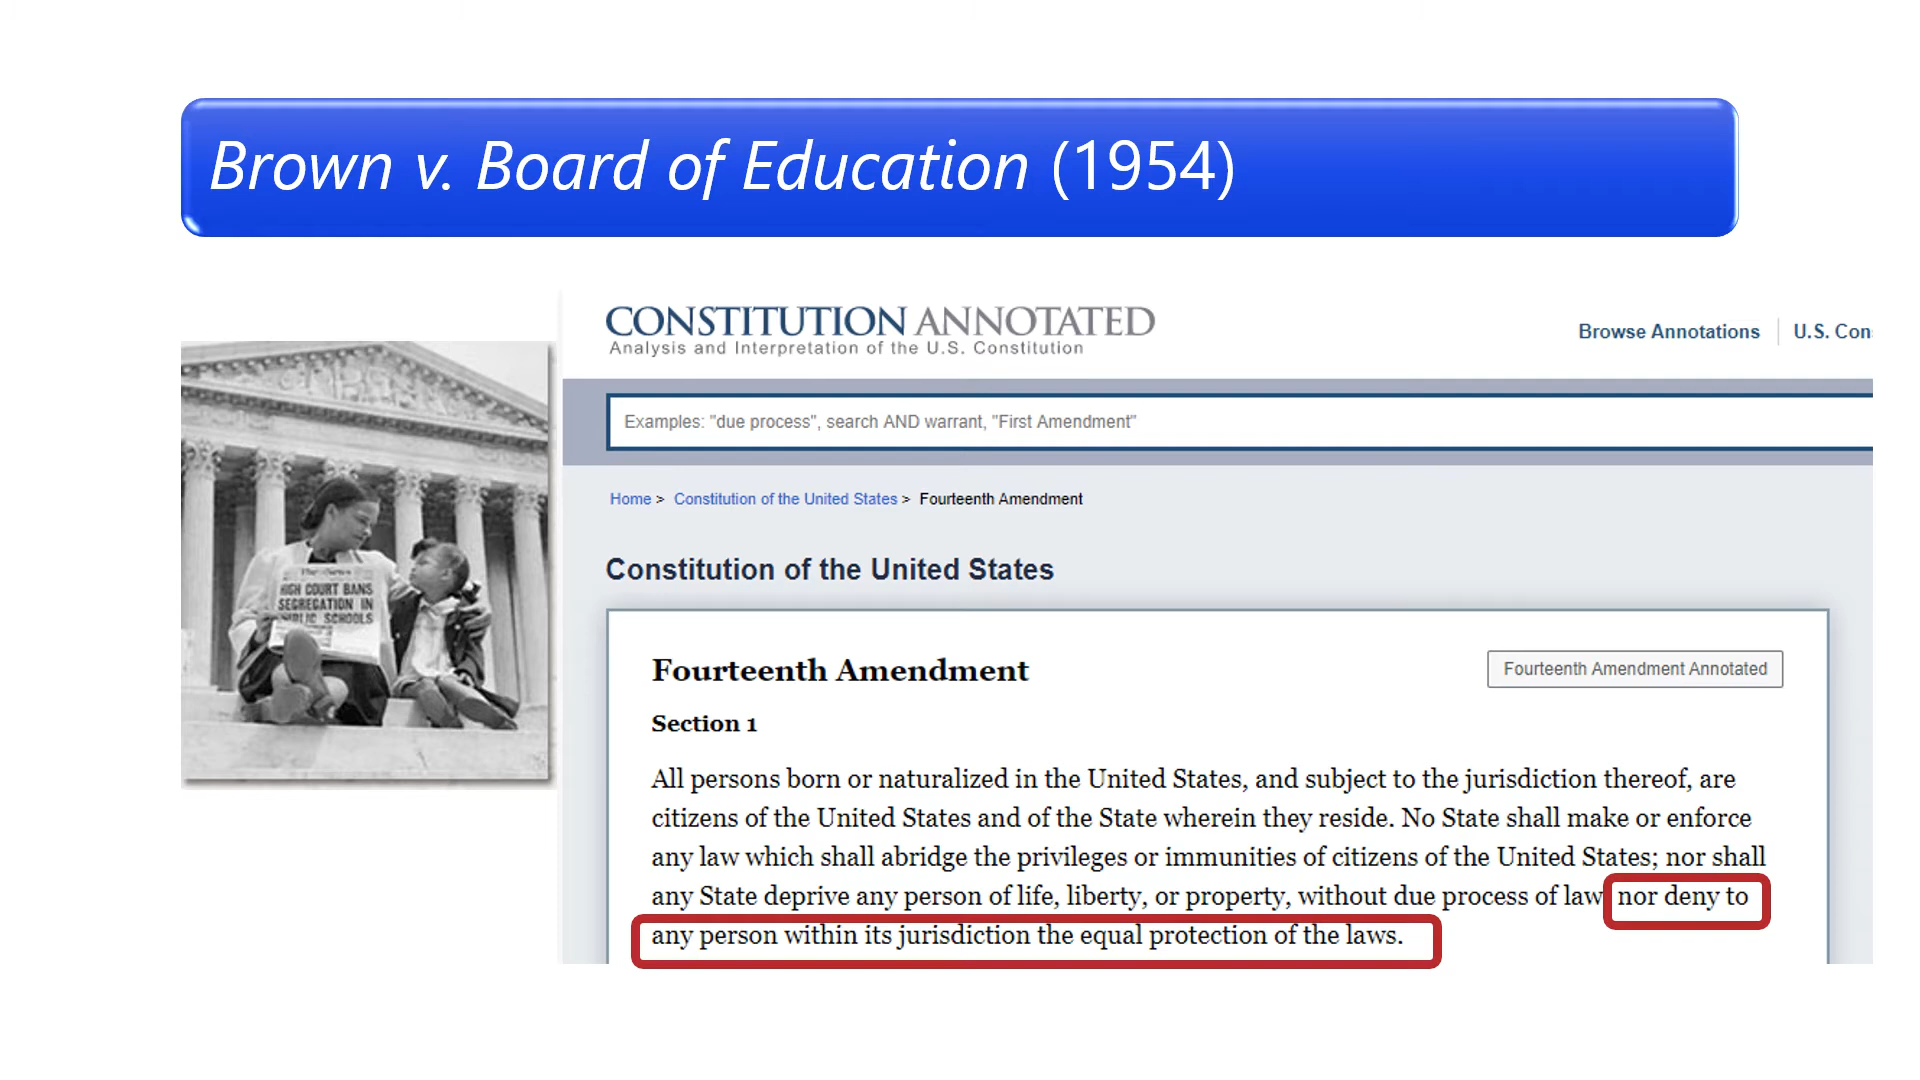 Brown v. Board of Education (1954)
CONSTITUTION ANNOTATED
Analysis and Interpretation of the U.S. Constitution
Browse Annotations
U.S. Con
Examples: "due process", search AND warrant, "First Amendment"
Home > Constitution of the United States > Fourteenth Amendment
Constitution of the United States
The News
HIGH COURT BANS
SEGREGATION IN
PUBLIC SCHOOLS
Fourteenth Amendment
Fourteenth Amendment Annotated
Section 1
All persons born or naturalized in the United States, and subject to the jurisdiction thereof, are
citizens of the United States and of the State wherein they reside. No State shall make or enforce
any law which shall abridge the privileges or immunities of citizens of the United States; nor shall
any State deprive any person of life, liberty, or property, without due process of law nor deny to
any person within its jurisdiction the equal protection of the laws.